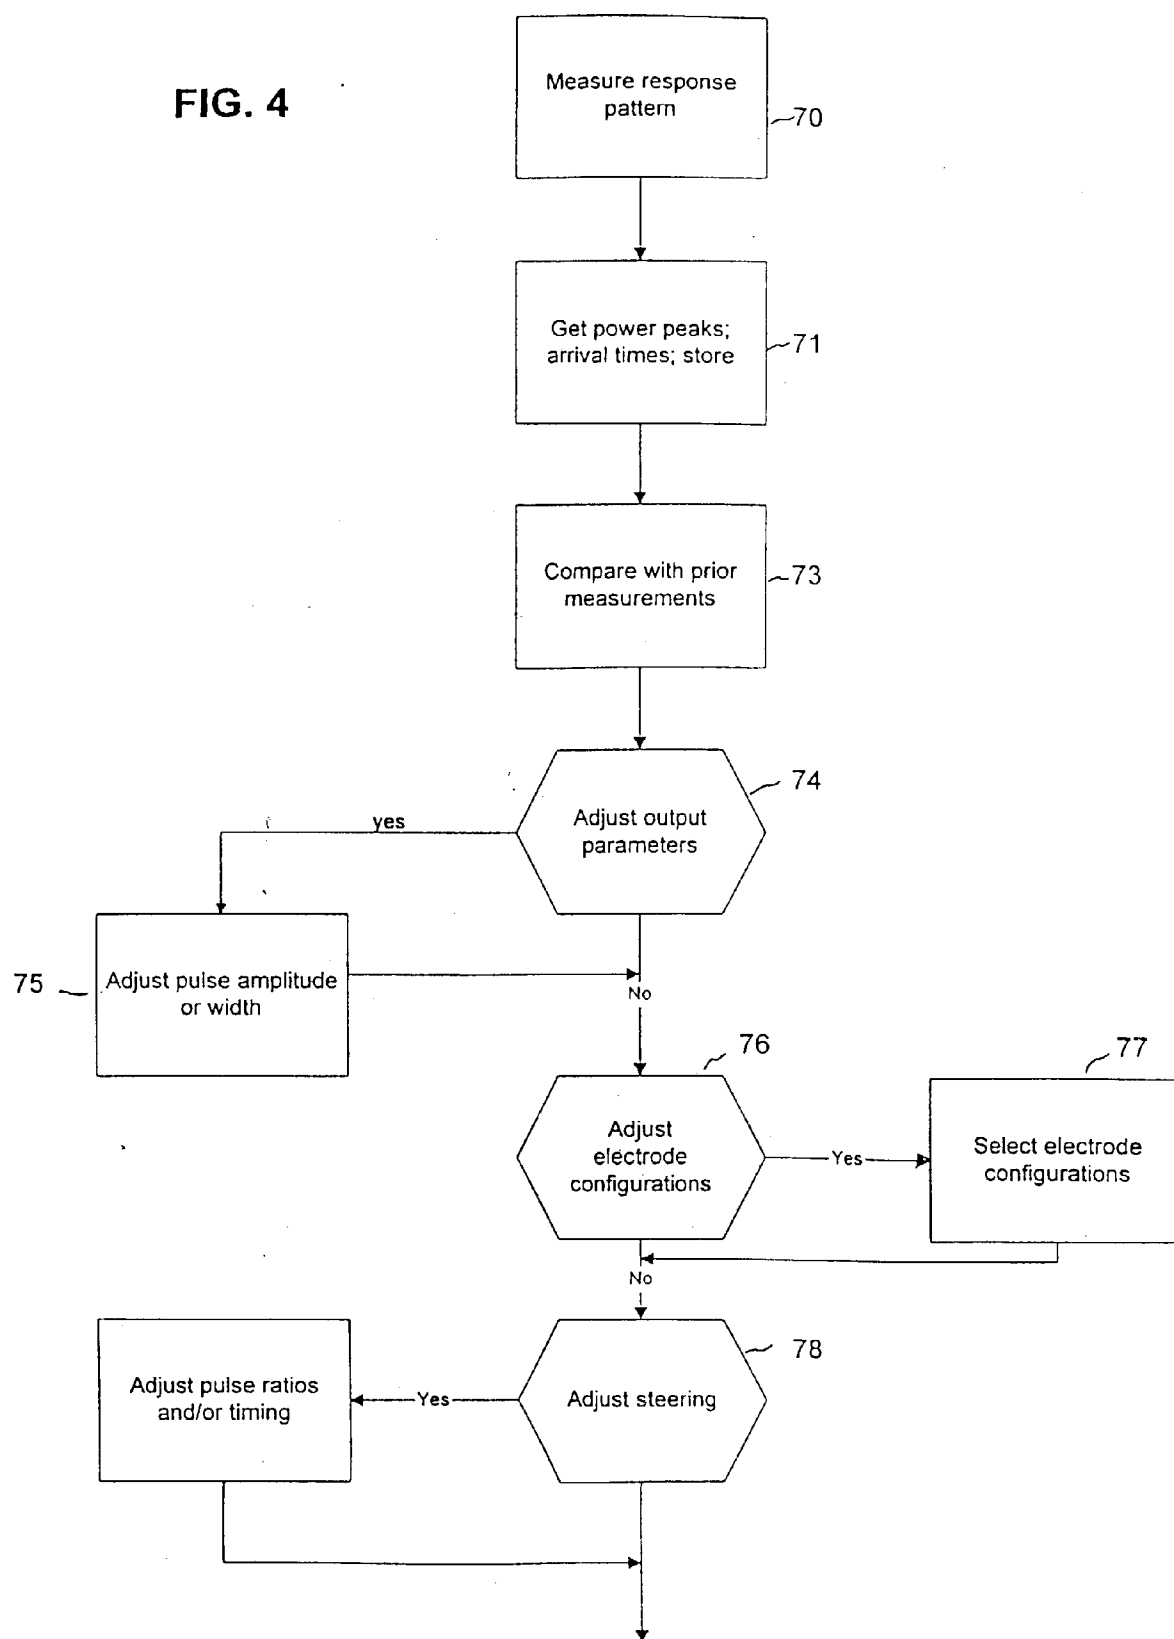 FIG. 4
Measure response
pattern
70
Get power peaks;
arrival times; store
71
Compare with prior
measurements
73
74
Adjust output
parameters
yes
75
Adjust pulse amplitude
or width
No
76
77
Adjust
electrode
configurations
Yes
Select electrode
configurations
No
78
Adjust pulse ratios
and/or timing
Yes
Adjust steering